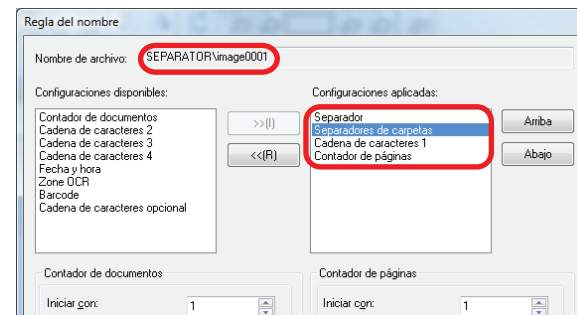 Regla del nombre
Nombre de archivo: SEPARATOR\image0001
Configuraciones disponibles:
Contador de documentos
Cadena de caracteres 2
Cadena de caracteres 3
Cadena de caracteres 4
Fecha y hora
Zone OCR
Barcode
Cadena de caracteres opcional
>>(I)
<<(R)
Configuraciones aplicadas:
Separador
Separadores de carpetas
Cadena de caracteres 1
Contador de páginas
Arriba
Abajo
Contador de documentos
Iniciar con: 1
Contador de páginas
Iniciar con: 1